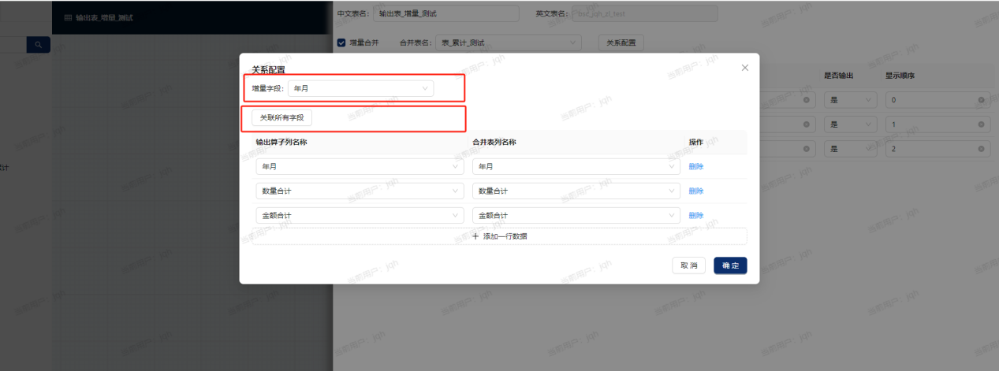 输出表_增量_测试
中文表名： 输出表_增量_测试 英文表名：
增量合并 合并表名： 表_累计_测试 关系配置
关系配置
增量字段： 年月
关联所有字段
是否输出 显示顺序
是 0
是 1
是 2
输出算子列名称 合并表列名称 操作
年月 年月 删除
数量合计 数量合计 删除
金额合计 金额合计 删除
+ 添加一行数据
取 消 确 定
当前用户：jqh